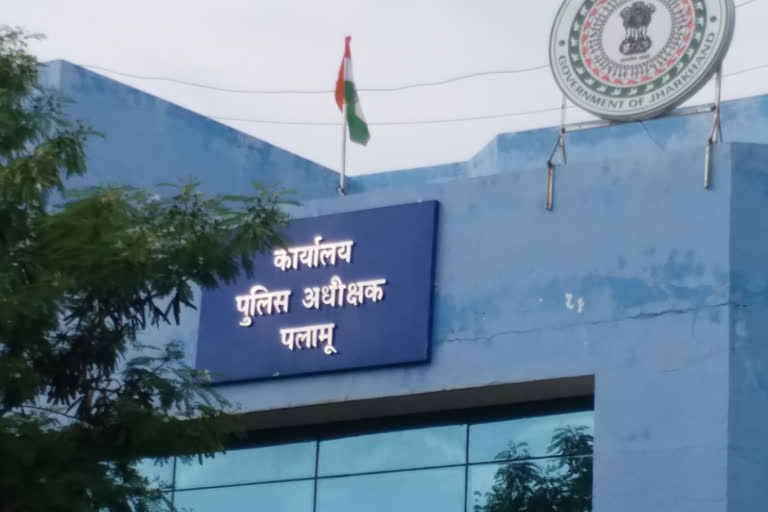 GOVERNMENT OF JHARKHAND
कार्यालय
पुलिस अधीक्षक
पलामू